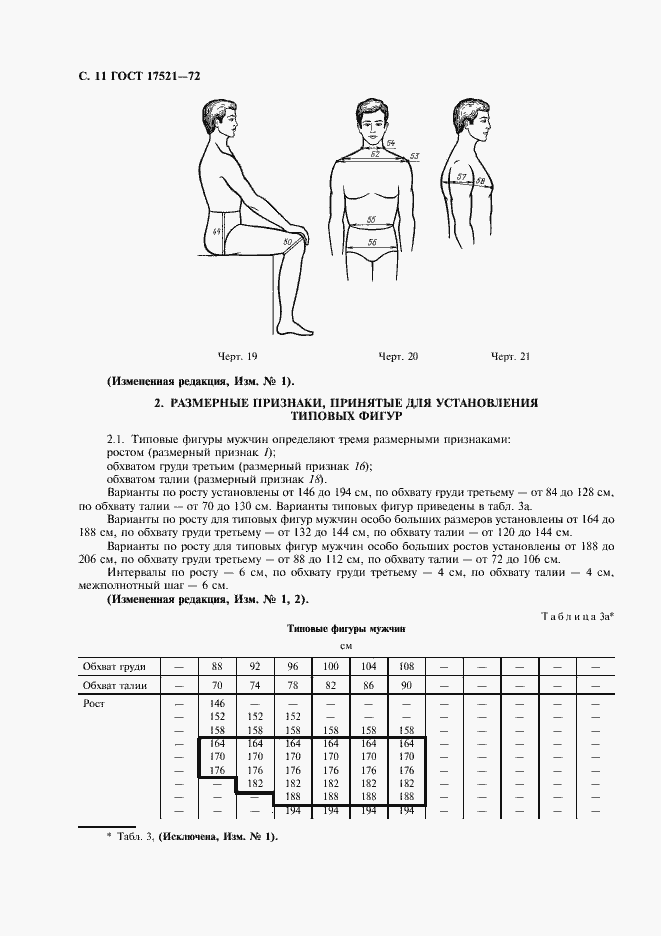 С. 11 ГОСТ 17521—72
54
62
53
57
58
55
44
80
56
Черт. 19
Черт. 20
Черт. 21
(Измененная редакция, Изм. № 1).
2. РАЗМЕРНЫЕ ПРИЗНАКИ, ПРИНЯТЫЕ ДЛЯ УСТАНОВЛЕНИЯ
ТИПОВЫХ ФИГУР
2.1. Типовые фигуры мужчин определяют тремя размерными признаками:
ростом (размерный признак 1);
обхватом груди третьим (размерный признак 16);
обхватом талии (размерный признак 18).
Варианты по росту установлены от 146 до 194 см, по обхвату груди третьему — от 84 до 128 см,
по обхвату талии — от 70 до 130 см. Варианты типовых фигур приведены в табл. 3а.
Варианты по росту для типовых фигур мужчин особо больших размеров установлены от 164 до
188 см, по обхвату груди третьему — от 132 до 144 см, по обхвату талии — от 120 до 144 см.
Варианты по росту для типовых фигур мужчин особо больших ростов установлены от 188 до
206 см, по обхвату груди третьему — от 88 до 112 см, по обхвату талии — от 72 до 106 см.
Интервалы по росту — 6 см, по обхвату груди третьему — 4 см, по обхвату талии — 4 см,
межполнотный шаг — 6 см.
(Измененная редакция, Изм. № 1, 2).
Таблица 3а*
Типовые фигуры мужчин
см
Обхват груди — 88 92 96 100 104 108 — — — — —
Обхват талии — 70 74 78 82 86 90 — — — — —
Рост — 146 — — — — — — — — — —
— 152 152 152 — — — — — — — —
— 158 158 158 158 158 158 — — — — —
— 164 164 164 164 164 164 — — — — —
— 170 170 170 170 170 170 — — — — —
— 176 176 176 176 176 176 — — — — —
— — 182 182 182 182 182 — — — — —
— — — 188 188 188 188 — — — — —
— — — 194 194 194 194 — — — — —
* Табл. 3, (Исключена, Изм. № 1).